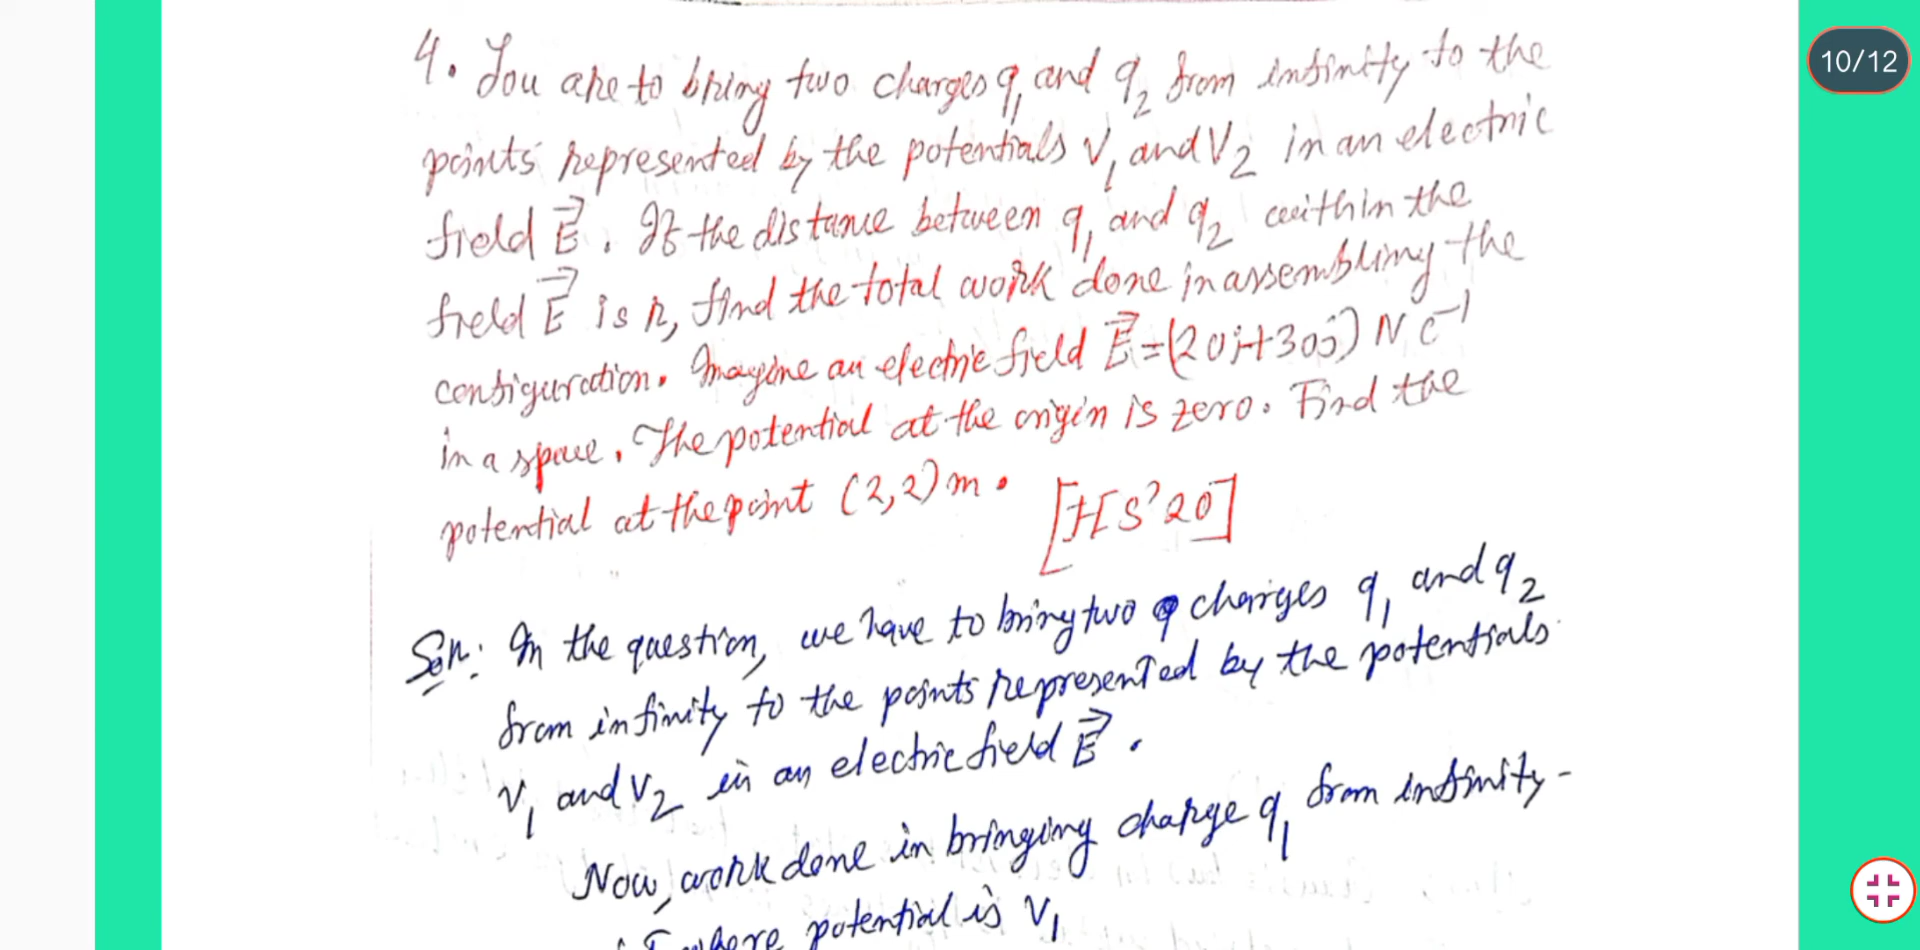 10/12
4. You are to bring two charges q₁ and q₂ from infinity to the
points represented by the potentials V₁ and V₂ in an electric
field E⃗. If the distance between q₁ and q₂ within the
field E⃗ is r, find the total work done in assembling the
configuration. Imagine an electric field E⃗ = (20i+30j) N C⁻¹
in a space. The potential at the origin is zero. Find the
potential at the point (2,2) m. [HS'20]
Soln: In the question, we have to bring two charges q₁ and q₂
from infinity to the points represented by the potentials
V₁ and V₂ in an electric field E⃗.
Now, work done in bringing charge q₁ from infinity -
where potential is V₁